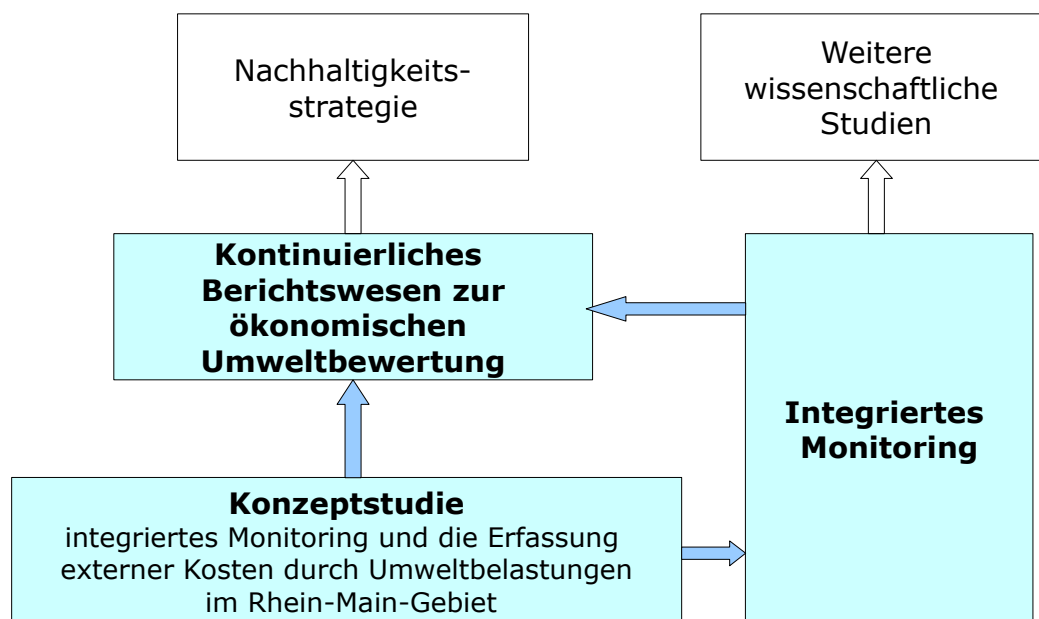 Nachhaltigkeits-
strategie
Weitere
wissenschaftliche
Studien
Kontinuierliches
Berichtswesen zur
ökonomischen
Umweltbewertung
Integriertes
Monitoring
Konzeptstudie
integriertes Monitoring und die Erfassung
externer Kosten durch Umweltbelastungen
im Rhein-Main-Gebiet